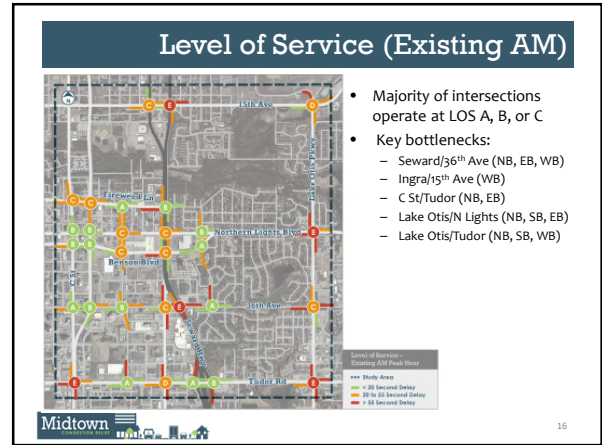 Level of Service (Existing AM)
• Majority of intersections
operate at LOS A, B, or C
• Key bottlenecks:
– Seward/36th Ave (NB, EB, WB)
– Ingra/15th Ave (WB)
– C St/Tudor (NB, EB)
– Lake Otis/N Lights (NB, SB, EB)
– Lake Otis/Tudor (NB, SB, WB)
N
C E 15th Ave D
Lake Otis Pkwy
Fireweed Ln
C C A B
B B C C B Northern Lights Blvd E
B B C C A
Benson Blvd
C St
A B B C E A 36th Ave C
Seward Hwy
E A D A B Tudor Rd E
Level of Service –
Existing AM Peak Hour
Study Area
< 20 Second Delay
20 to 55 Second Delay
> 55 Second Delay
Midtown
CONGESTION RELIEF
16